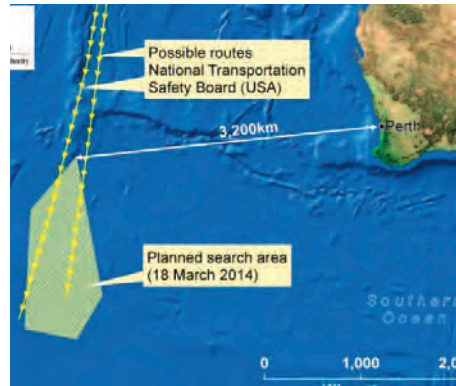 Possible routes
National Transportation
Safety Board (USA)
3,200km
Perth
Planned search area
(18 March 2014)
Southern
Ocean
0
1,000